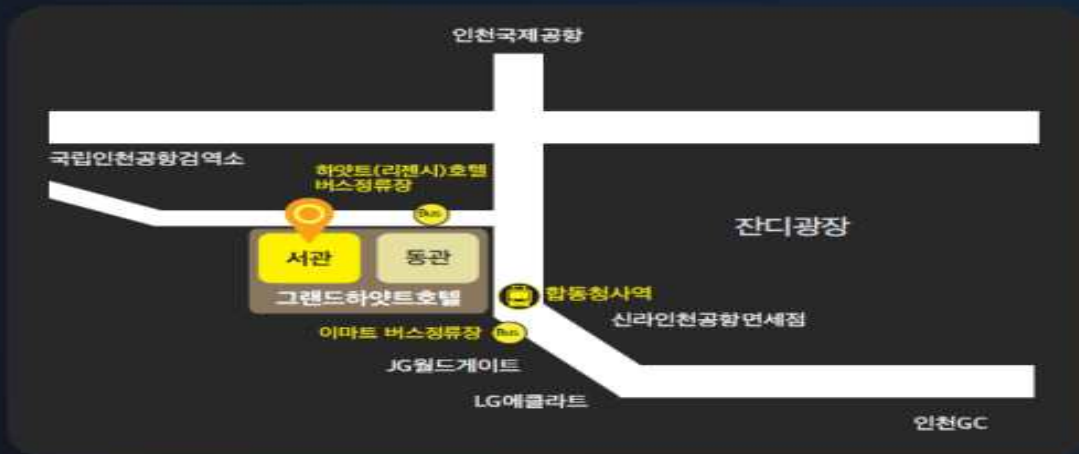 인천국제공항
국립인천공항검역소
하얏트(리젠시)호텔
버스정류장
Bus
잔디광장
서관
동관
그랜드하얏트호텔
합동청사역
신라인천공항면세점
이마트 버스정류장
Bus
JG월드게이트
LG에클라트
인천GC